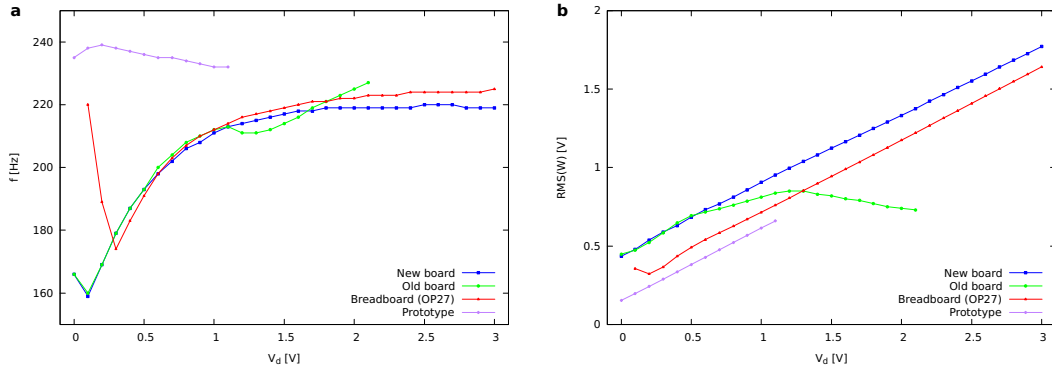 a
240
220
200
180
160
f [Hz]
0
0.5
1
1.5
2
2.5
3
V_d [V]
New board
Old board
Breadboard (OP27)
Prototype
b
2
1.5
1
0.5
0
RMS(W) [V]
0
0.5
1
1.5
2
2.5
3
V_d [V]
New board
Old board
Breadboard (OP27)
Prototype